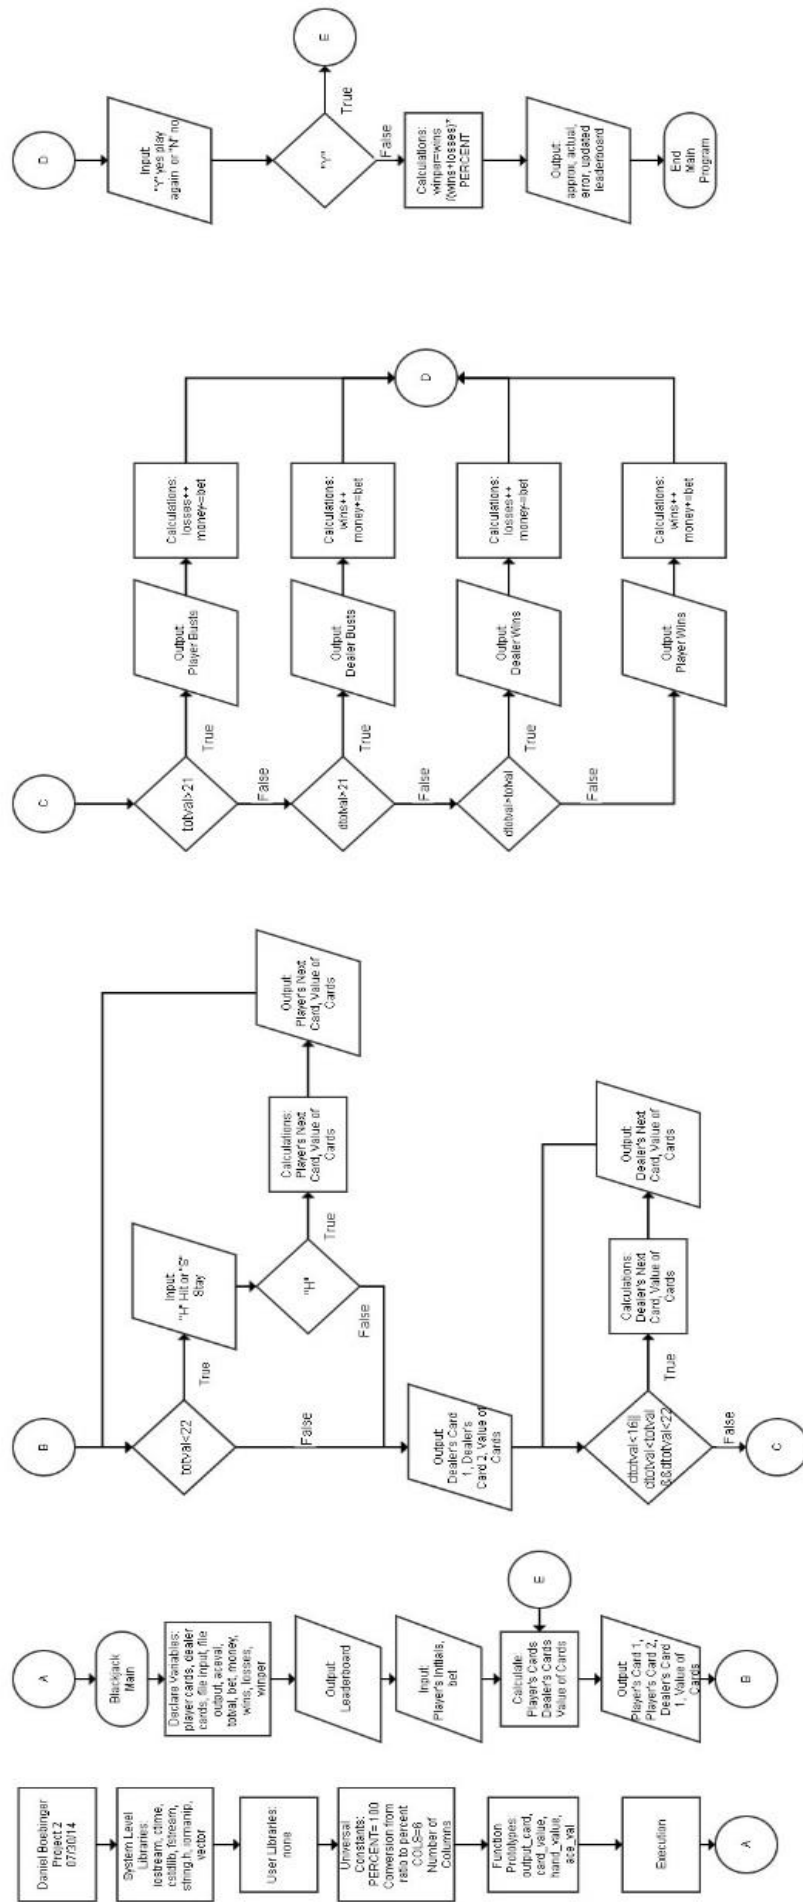 Daniel Boebinger
Project 2
07/30/14
System Level
Libraries:
iostream, ctime,
cstdlib, fstream,
string.h, iomanip,
vector
User Libraries:
none
Universal
Constants:
PERCENT= 100
Conversion from
ratio to percent
COLS=6
Number of
Columns
Function
Prototypes:
output_card,
card_value,
hand_value,
ace_val
Execution
A
A
Blackjack
Main
Declare Variables:
player cards, dealer
cards, file input, file
output, aceval,
totval, bet, money,
wins, losses,
winper
Output:
Leaderboard
Input:
Player's Initials,
bet
Calculate:
Player's Cards
Dealer's Cards
Value of Cards
E
Output:
Player's Card 1,
Player's Card 2,
Dealer's Card
1, Value of
Cards
B
B
totval<22
True
False
Input:
"H" Hit or "S"
Stay
"H"
True
False
Calculations:
Player's Next
Card, Value of
Cards
Output:
Player's Next
Card, Value of
Cards
Output:
Dealer's Card
1, Dealer's
Card 2, Value of
Cards
dtotval<16||
dtotval<totval
&&dtotval<22
True
False
Calculations:
Dealer's Next
Card, Value of
Cards
Output:
Dealer's Next
Card, Value of
Cards
C
C
totval>21
True
False
Output:
Player Busts
Calculations:
losses++
money-=bet
dtotval>21
True
False
Output:
Dealer Busts
Calculations:
wins++
money+=bet
dtotval>totval
True
False
Output:
Dealer Wins
Calculations:
losses++
money-=bet
Output:
Player Wins
Calculations:
wins++
money+=bet
D
D
Input:
"Y" yes play
again or "N" no
"Y"
True
False
E
Calculations:
winper=wins
/(wins+losses)*
PERCENT
Output:
approx, actual,
error, updated
leaderboard
End
Main
Program